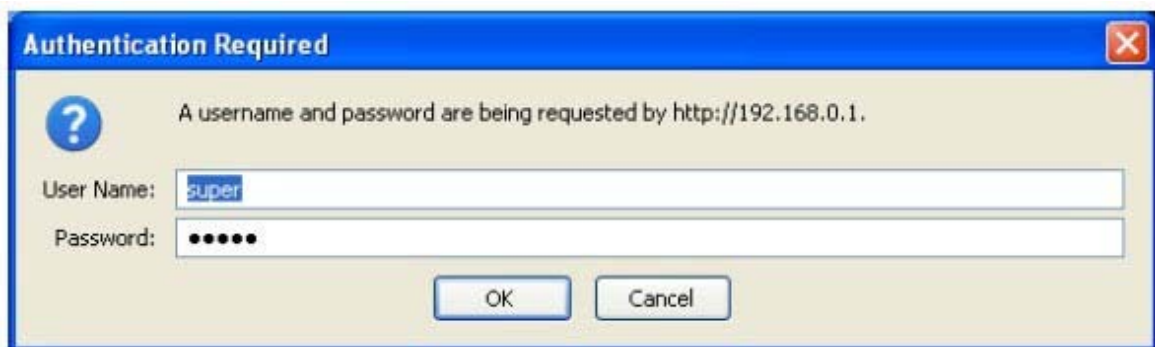 Authentication Required
A username and password are being requested by http://192.168.0.1.
User Name: super
Password: •••••
OK Cancel